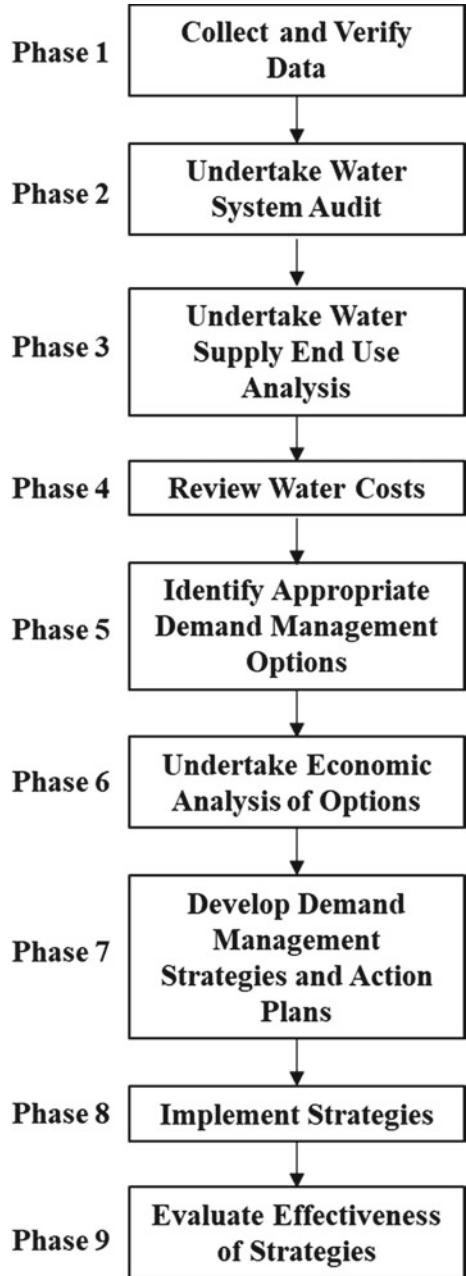 Phase 1
Collect and Verify
Data
Phase 2
Undertake Water
System Audit
Phase 3
Undertake Water
Supply End Use
Analysis
Phase 4
Review Water Costs
Phase 5
Identify Appropriate
Demand Management
Options
Phase 6
Undertake Economic
Analysis of Options
Phase 7
Develop Demand
Management
Strategies and Action
Plans
Phase 8
Implement Strategies
Phase 9
Evaluate Effectiveness
of Strategies